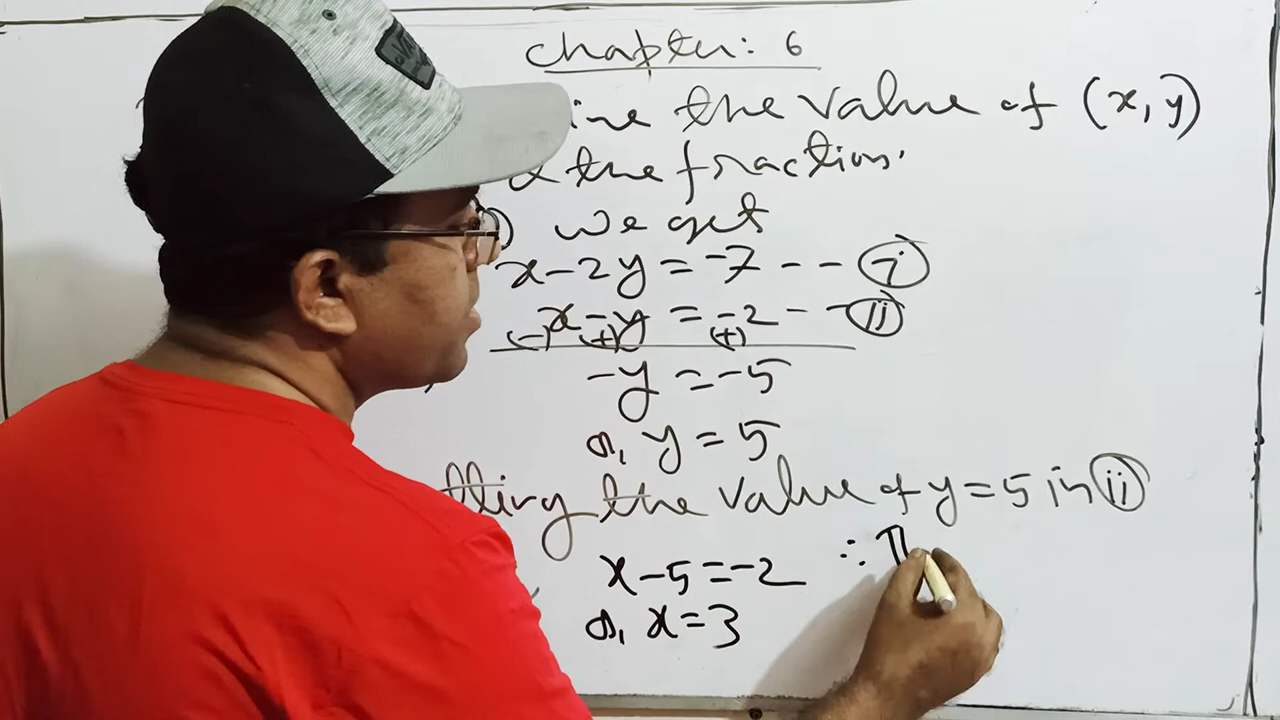 chapter: 6
the value of (x, y)
the fraction.
we get
x-2y=-7 --- (i)
x-y = -2 -- (ii)
(-) (+) (+)
-y = -5
or, y = 5
the value of y=5 in (ii)
x-5=-2 ∴
or, x=3